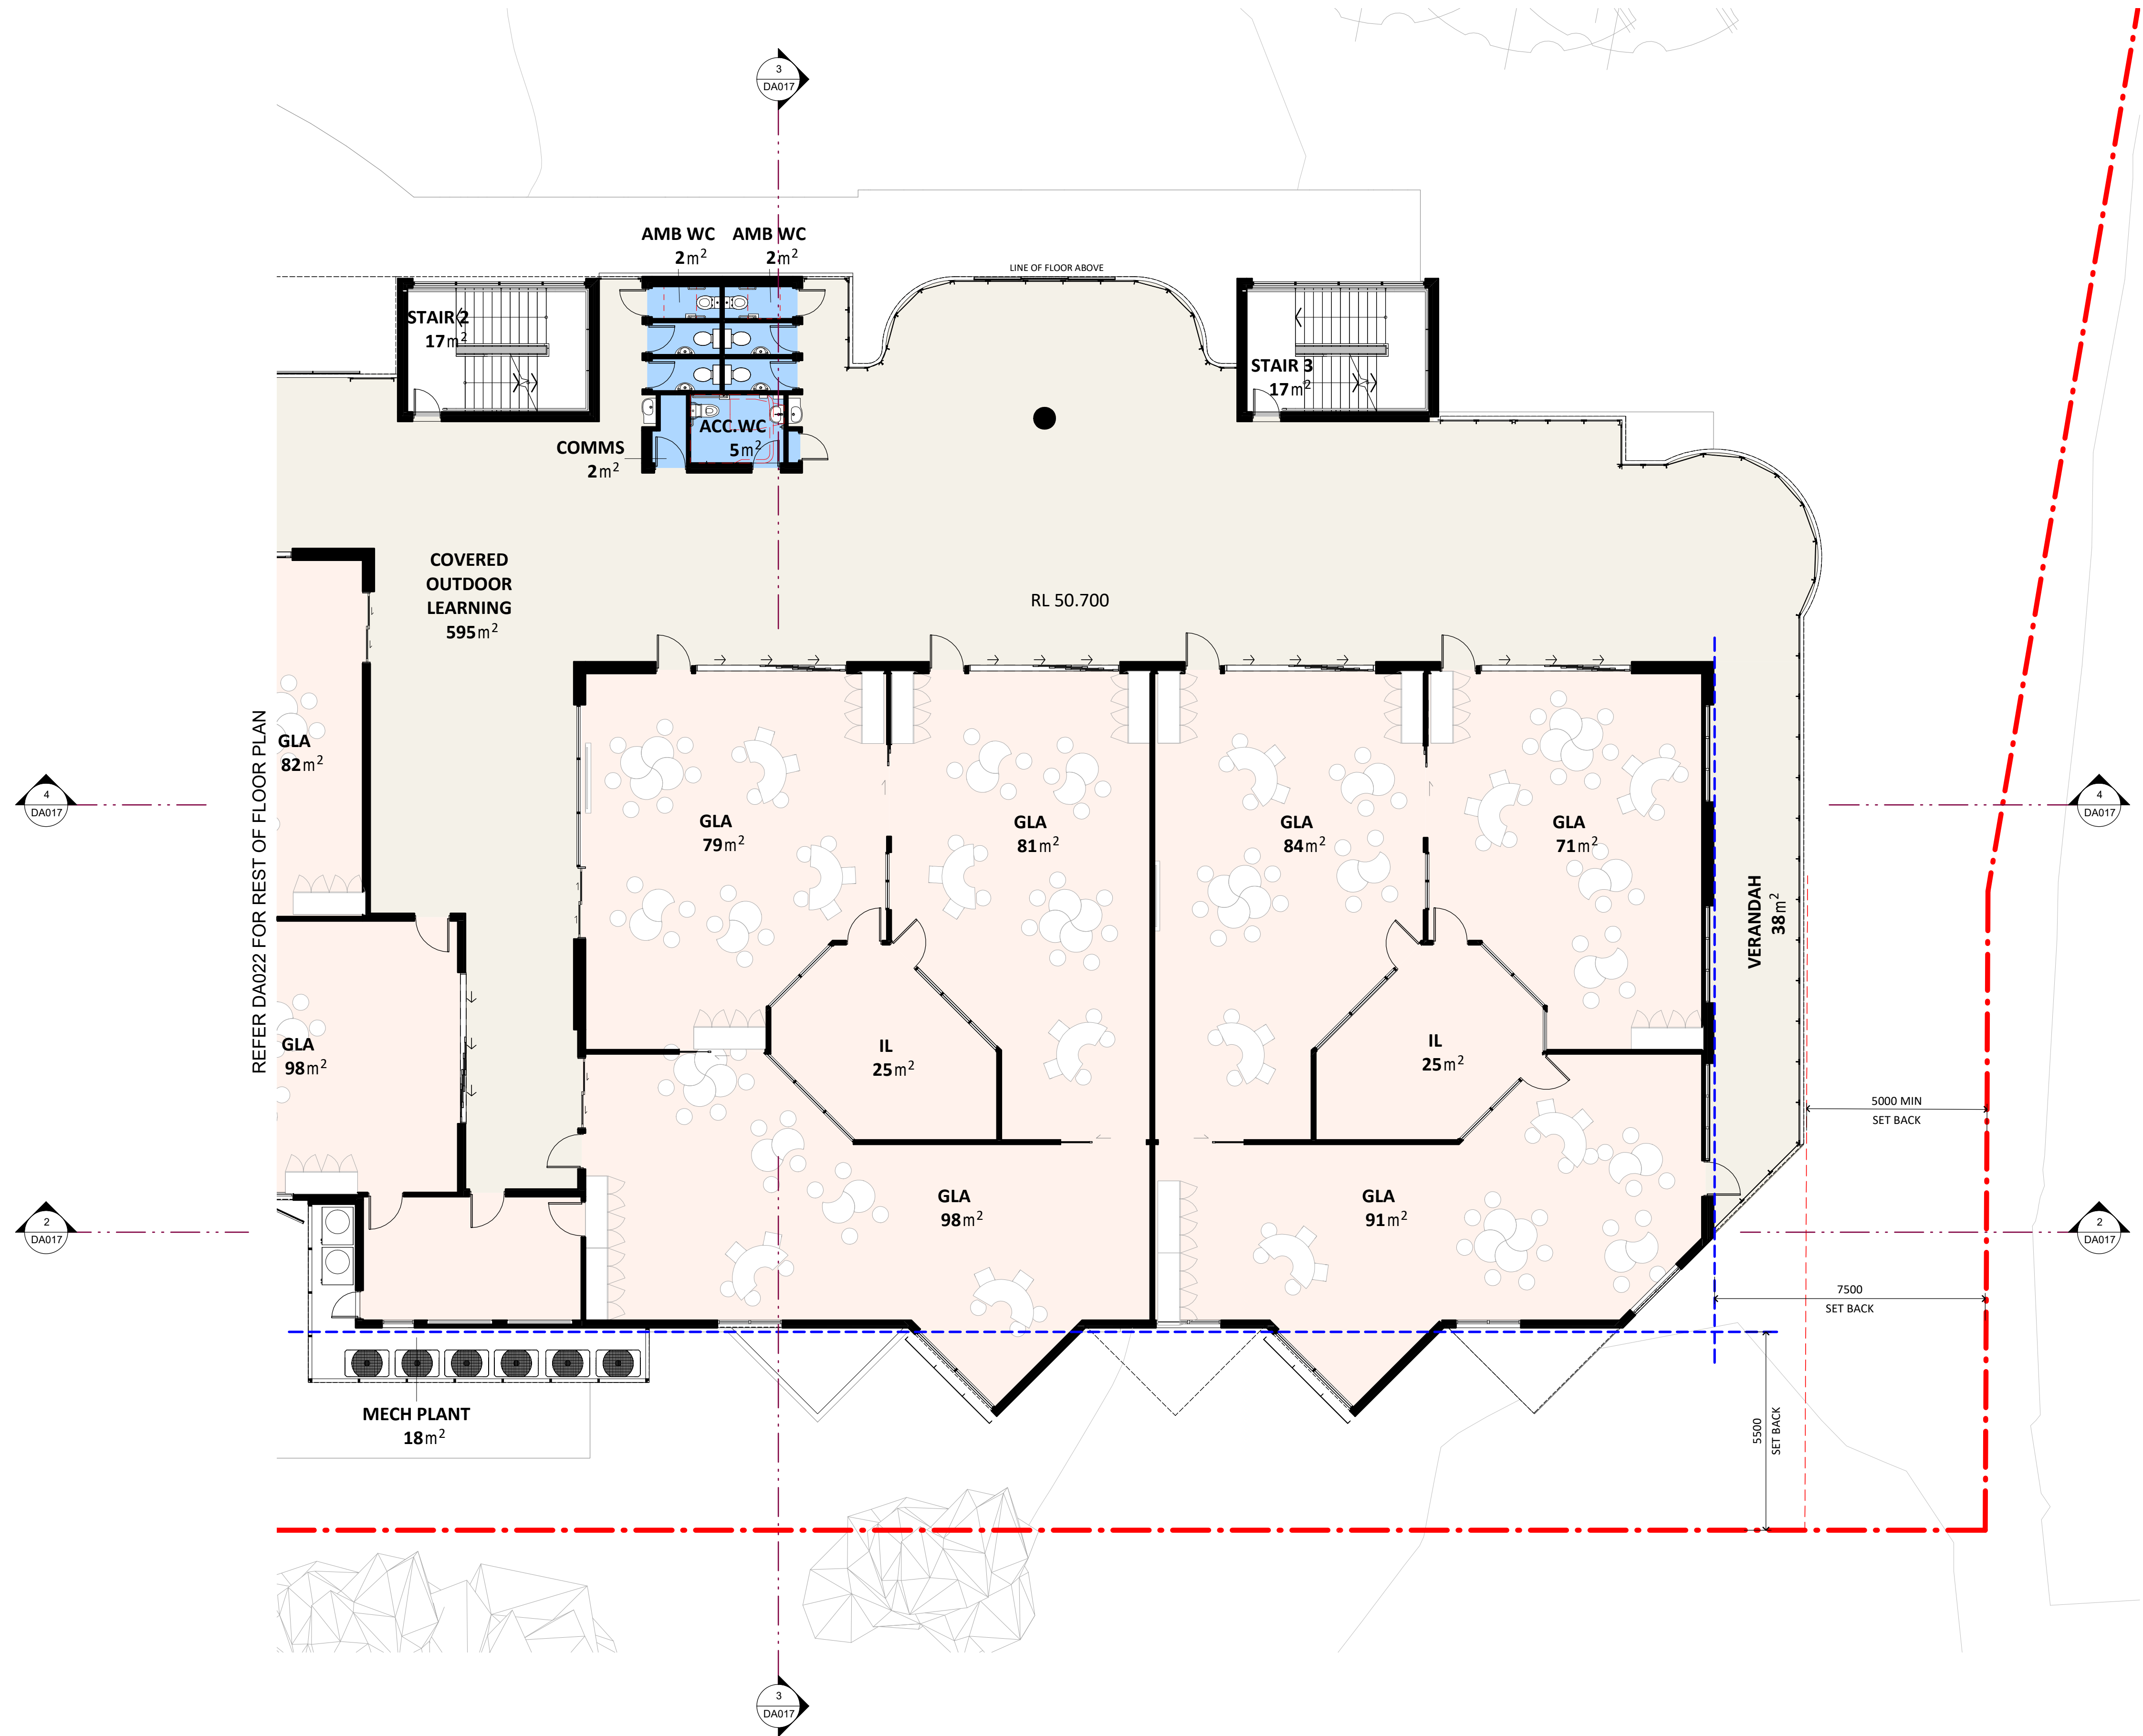 3
DA017
AMB WC
2m²
AMB WC
2m²
LINE OF FLOOR ABOVE
STAIR 2
17m²
STAIR 3
17m²
ACC.WC
5m²
COMMS
2m²
COVERED
OUTDOOR
LEARNING
595m²
RL 50.700
REFER DA022 FOR REST OF FLOOR PLAN
GLA
82m²
4
DA017
GLA
79m²
GLA
81m²
GLA
84m²
GLA
71m²
4
DA017
VERANDAH
38m²
GLA
98m²
IL
25m²
IL
25m²
5000 MIN
SET BACK
2
DA017
GLA
98m²
GLA
91m²
2
DA017
7500
SET BACK
MECH PLANT
18m²
5500
SET BACK
3
DA017